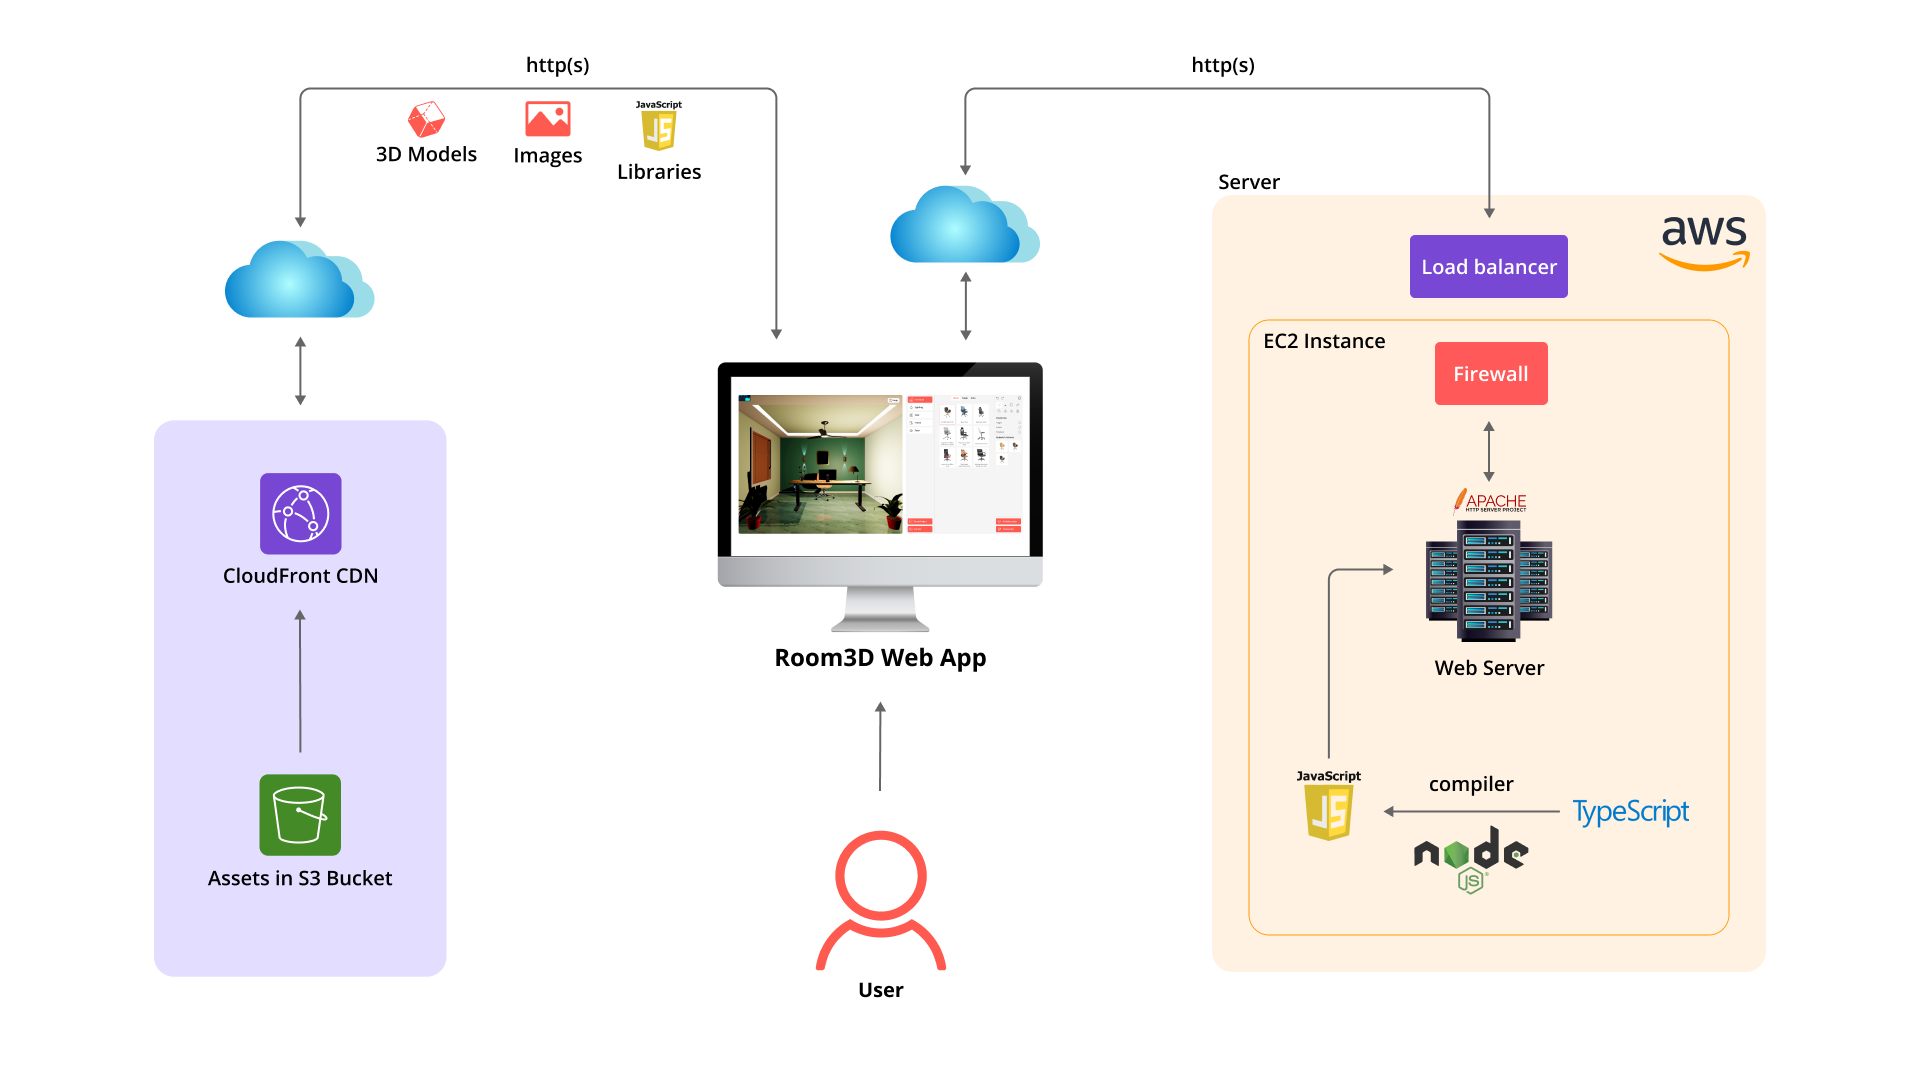 http(s)
http(s)
3D Models
Images
JavaScript
JS
Libraries
Server
aws
Load balancer
EC2 Instance
Firewall
APACHE
HTTP SERVER PROJECT
Web Server
CloudFront CDN
Assets in S3 Bucket
Room3D Web App
User
JavaScript
JS
compiler
TypeScript
node
JS